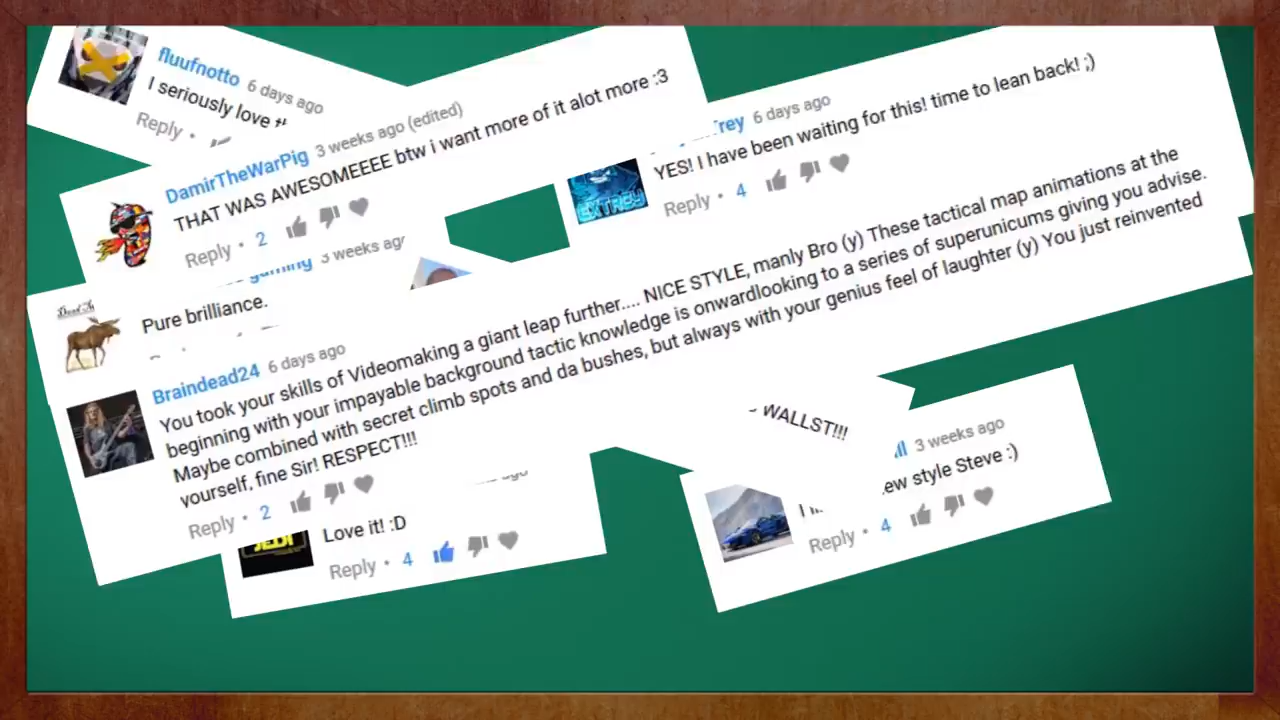 fluufnotto 6 days ago
I seriously love
Reply •
DamirTheWarPig 3 weeks ago (edited)
THAT WAS AWESOMEEEE btw i want more of it alot more :3
Reply • 2
6 days ago
YES! I have been waiting for this! time to lean back! ;)
Reply • 4
EXTREY
gaming 3 weeks ago
Pure brilliance.
Braindead24 6 days ago
You took your skills of Videomaking a giant leap further.... NICE STYLE, manly Bro (y) These tactical map animations at the
beginning with your impayable background tactic knowledge is onwardlooking to a series of superunicums giving you advise.
Maybe combined with secret climb spots and da bushes, but always with your genius feel of laughter (y) You just reinvented
yourself, fine Sir! RESPECT!!!
Reply • 2
WALLST!!!
3 weeks ago
ew style Steve :)
Reply • 4
JEDI
Love it! :D
Reply • 4